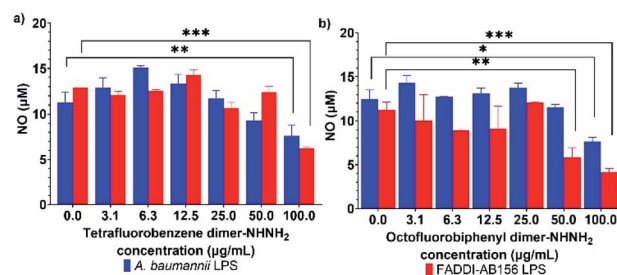 a)
***
**
NO (µM)
20
15
10
5
0
0.0 3.1 6.3 12.5 25.0 50.0 100.0
Tetrafluorobenzene dimer-NHNH₂
concentration (µg/mL)
A. baumannii LPS
b)
***
*
**
NO (µM)
20
15
10
5
0
0.0 3.1 6.3 12.5 25.0 50.0 100.0
Octofluorobiphenyl dimer-NHNH₂
concentration (µg/mL)
FADDI-AB156 LPS